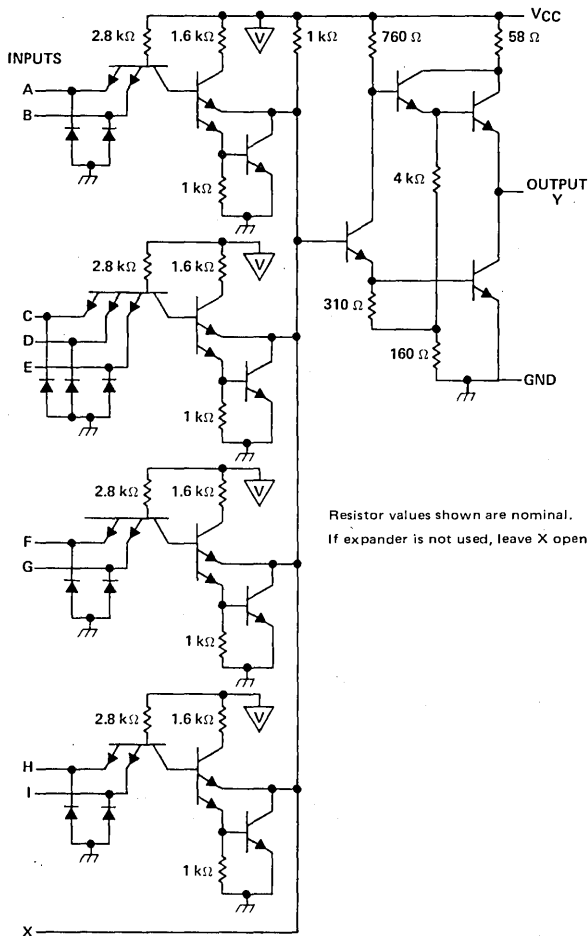 VCC
2.8 kΩ 1.6 kΩ V 1 kΩ 760 Ω 58 Ω
INPUTS
A
B
1 kΩ
4 kΩ
OUTPUT
Y
2.8 kΩ 1.6 kΩ V
C
D
E
310 Ω
160 Ω
GND
1 kΩ
2.8 kΩ 1.6 kΩ V
F
G
Resistor values shown are nominal.
If expander is not used, leave X open
1 kΩ
2.8 kΩ 1.6 kΩ V
H
I
1 kΩ
X